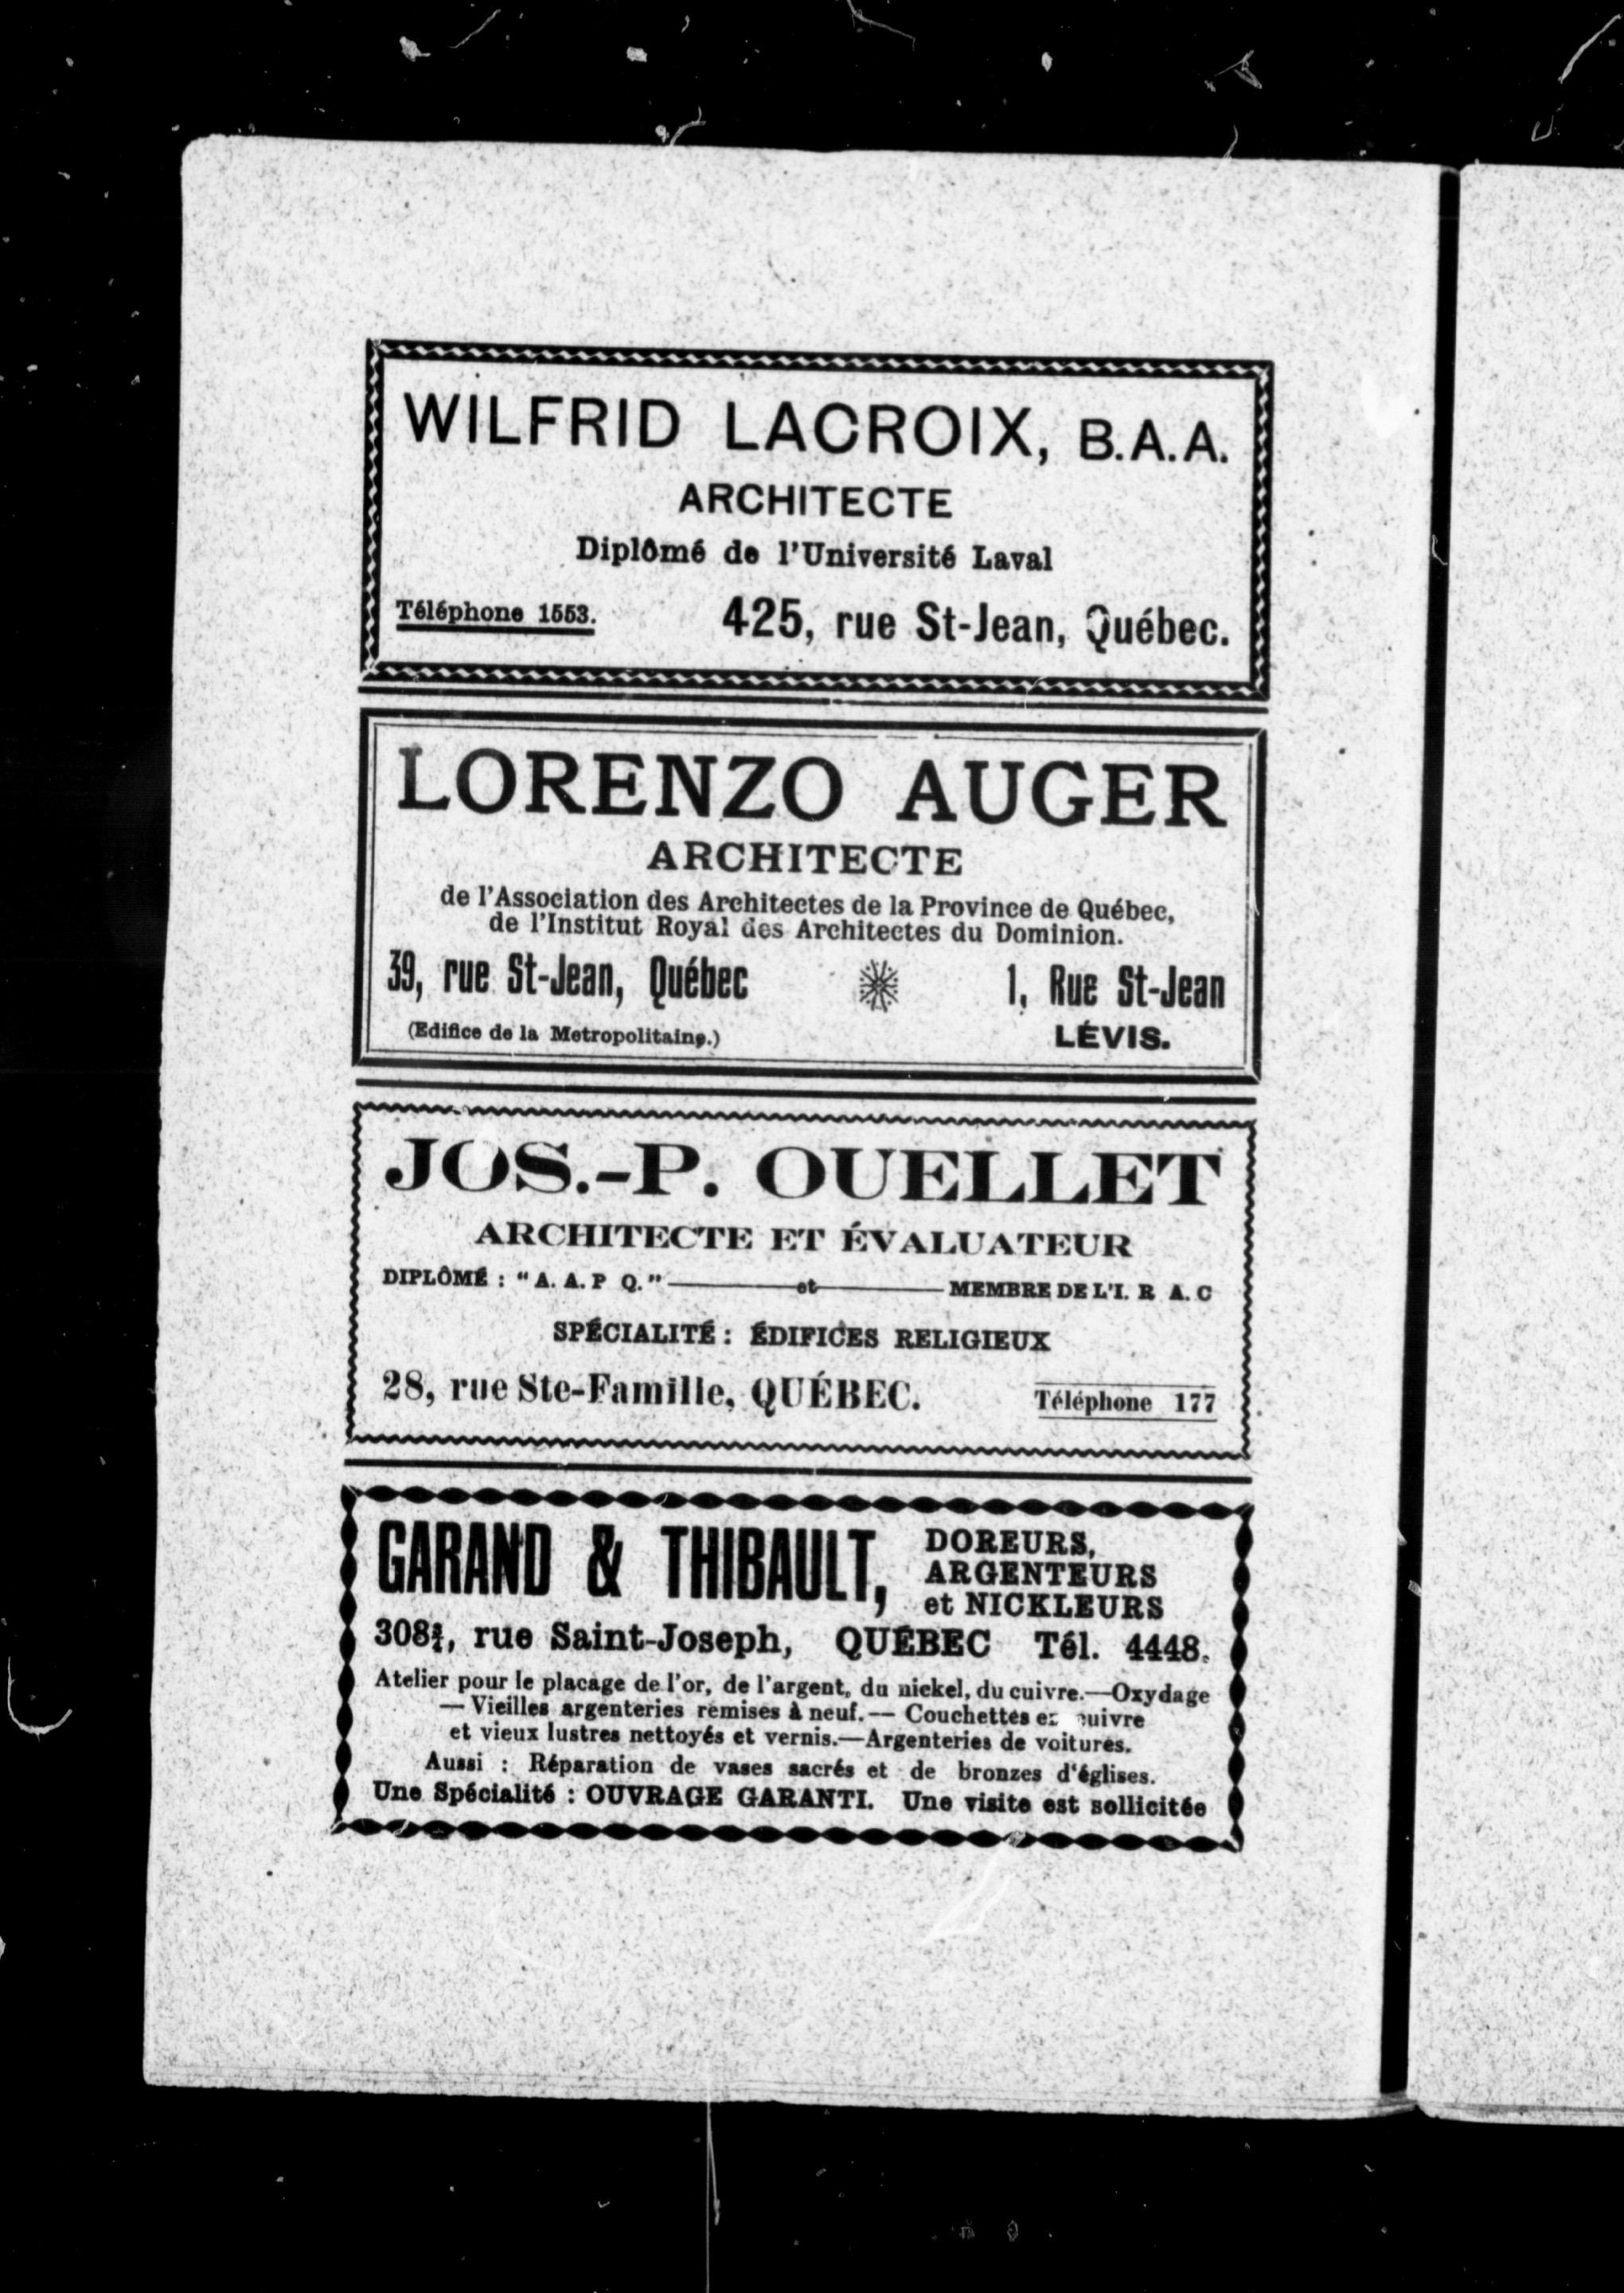 WILFRID LACROIX, B.A.A.
ARCHITECTE
Diplômé de l'Université Laval
Téléphone 1553. 425, rue St-Jean, Québec.
LORENZO AUGER
ARCHITECTE
de l'Association des Architectes de la Province de Québec,
de l'Institut Royal des Architectes du Dominion.
39, rue St-Jean, Québec 1, Rue St-Jean
(Edifice de la Metropolitaine.) LÉVIS.
JOS.-P. OUELLET
ARCHITECTE ET ÉVALUATEUR
DIPLÔMÉ : "A. A. P Q." — et — MEMBRE DE L'I. R A. C
SPÉCIALITÉ : ÉDIFICES RELIGIEUX
28, rue Ste-Famille, QUÉBEC. Téléphone 177
GARAND & THIBAULT, DOREURS,
ARGENTEURS
et NICKLEURS
308¾, rue Saint-Joseph, QUÉBEC Tél. 4448.
Atelier pour le placage de l'or, de l'argent, du nickel, du cuivre.—Oxydage
— Vieilles argenteries remises à neuf. — Couchettes en cuivre
et vieux lustres nettoyés et vernis.—Argenteries de voitures.
Aussi : Réparation de vases sacrés et de bronzes d'églises.
Une Spécialité : OUVRAGE GARANTI. Une visite est sollicitée